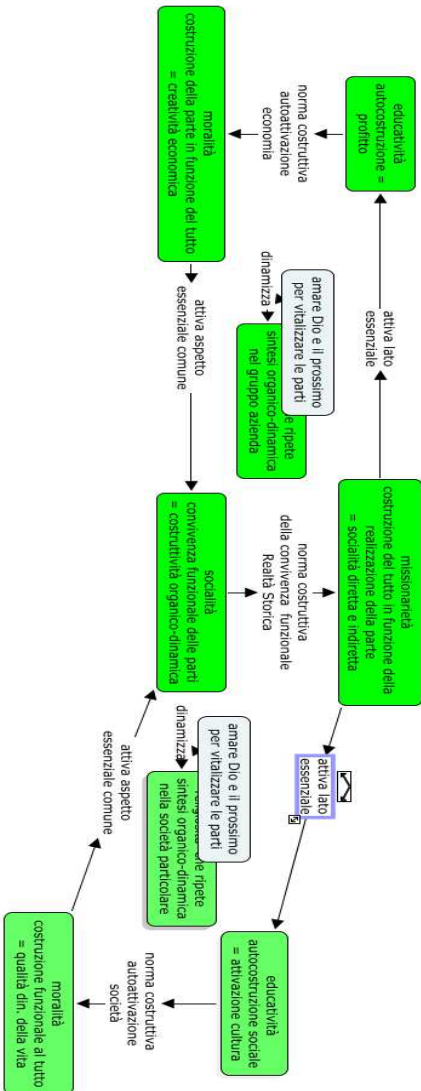 educatività
autocostruzione =
profitto
attiva lato
essenziale
missionarietà
costruzione del tutto in funzione della
realizzazione della parte
= socialità diretta e indiretta
attiva lato
essenziale
norma costruttiva
autoattivazione
economia
amare Dio e il prossimo
per vitalizzare le parti
dinamizza
ripete
sintesi organico-dinamica
nel gruppo azienda
norma costruttiva
della convivenza funzionale
Realtà Storica
educatività
autocostruzione sociale
= attivazione cultura
moralità
costruzione della parte in funzione del tutto
= creatività economica
attiva aspetto
essenziale comune
socialità
convivenza funzionale delle parti
= costruttività organico-dinamica
amare Dio e il prossimo
per vitalizzare le parti
dinamizza
ripete
sintesi organico-dinamica
nella società particolare
norma costruttiva
autoattivazione
società
attiva aspetto
essenziale comune
moralità
costruzione funzionale al tutto
= qualità din. della vita